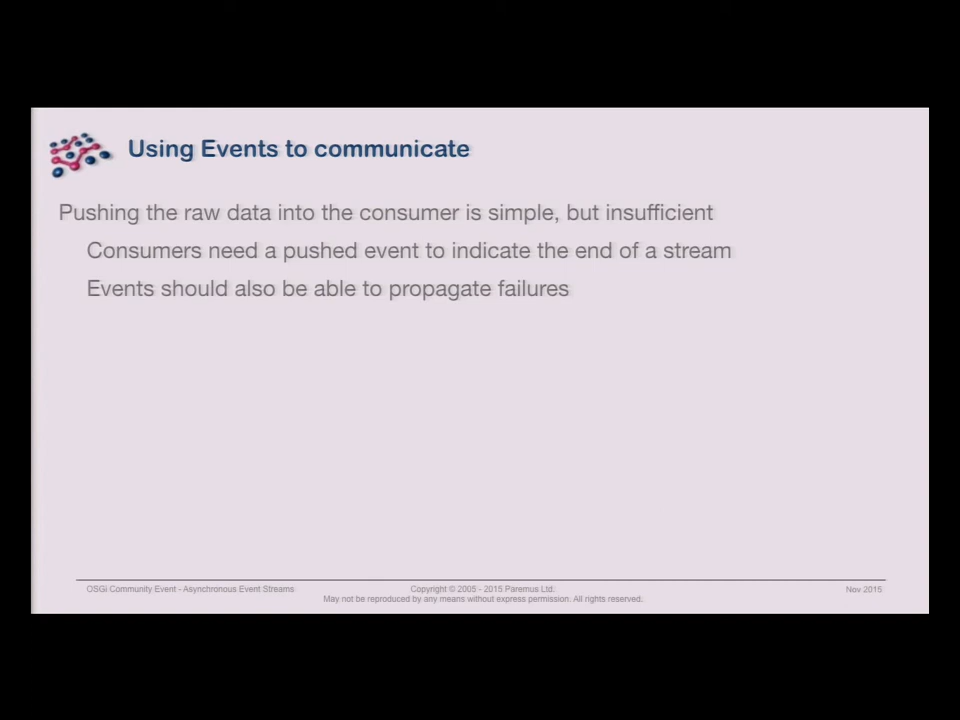 Using Events to communicate
Pushing the raw data into the consumer is simple, but insufficient
Consumers need a pushed event to indicate the end of a stream
Events should also be able to propagate failures
OSGi Community Event - Asynchronous Event Streams
Copyright © 2005 - 2015 Paremus Ltd.
May not be reproduced by any means without express permission. All rights reserved.
Nov 2015